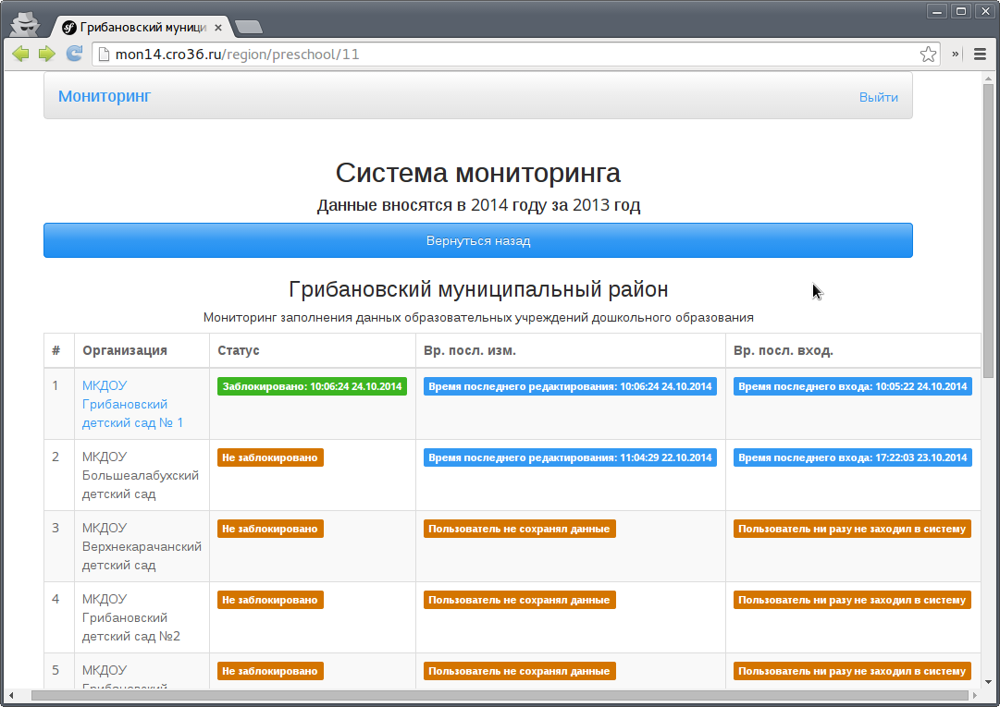 Грибановский муници
mon14.cro36.ru/region/preschool/11
Мониторинг
Выйти
Система мониторинга
Данные вносятся в 2014 году за 2013 год
Вернуться назад
Грибановский муниципальный район
Мониторинг заполнения данных образовательных учреждений дошкольного образования
# Организация Статус Вр. посл. изм. Вр. посл. вход.
1 МКДОУ Заблокировано: 10:06:24 24.10.2014 Время последнего редактирования: 10:06:24 24.10.2014 Время последнего входа: 10:05:22 24.10.2014
Грибановский
детский сад № 1
2 МКДОУ Не заблокировано Время последнего редактирования: 11:04:29 22.10.2014 Время последнего входа: 17:22:03 23.10.2014
Большеалабухский
детский сад
3 МКДОУ Не заблокировано Пользователь не сохранял данные Пользователь ни разу не заходил в систему
Верхнекарачанский
детский сад
4 МКДОУ Не заблокировано Пользователь не сохранял данные Пользователь ни разу не заходил в систему
Грибановский
детский сад №2
5 МКДОУ Не заблокировано Пользователь не сохранял данные Пользователь ни разу не заходил в систему
Грибановский